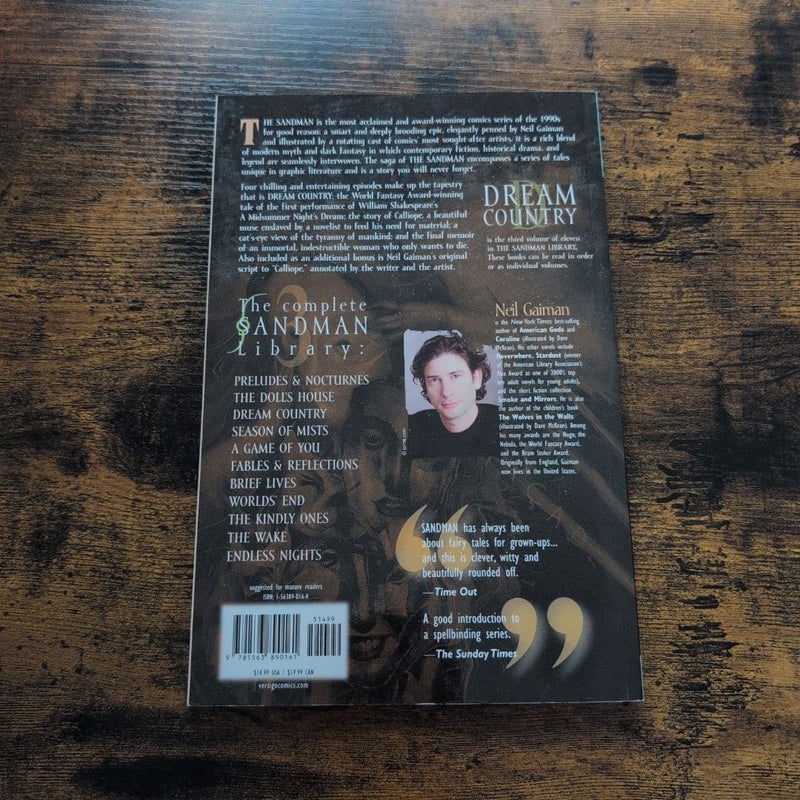 THE SANDMAN is the most acclaimed and award-winning comics series of the 1990s
for good reason: a smart and deeply brooding epic, elegantly penned by Neil Gaiman
and illustrated by a rotating cast of comics' most sought-after artists, it is a rich blend
of modern myth and dark fantasy in which contemporary fiction, historical drama, and
legend are seamlessly interwoven. The saga of THE SANDMAN encompasses a series of tales
unique in graphic literature and is a story you will never forget.
Four chilling and entertaining episodes make up the tapestry
that is DREAM COUNTRY: the World Fantasy Award-winning
tale of the first performance of William Shakespeare's
A Midsummer Night's Dream; the story of Calliope, a beautiful
muse enslaved by a novelist to feed his need for material; a
cat's-eye view of the tyranny of mankind; and the final memoir
of an immortal, indestructible woman who only wants to die.
Also included as an additional bonus is Neil Gaiman's original
script to "Calliope," annotated by the writer and the artist.
DREAM
COUNTRY
is the third volume of eleven
in THE SANDMAN LIBRARY.
These books can be read in order
or as individual volumes.
The complete
SANDMAN
Library:
PRELUDES & NOCTURNES
THE DOLL'S HOUSE
DREAM COUNTRY
SEASON OF MISTS
A GAME OF YOU
FABLES & REFLECTIONS
BRIEF LIVES
WORLDS' END
THE KINDLY ONES
THE WAKE
ENDLESS NIGHTS
Neil Gaiman
is the New York Times best-selling
author of American Gods and
Coraline (illustrated by Dave
McKean). His other novels include
Neverwhere, Stardust (winner
of the American Library Association's
Alex Award as one of 2000's top
ten adult novels for young adults),
and the short fiction collection
Smoke and Mirrors. He is also
the author of the children's book
The Wolves in the Walls
(illustrated by Dave McKean). Among
his many awards are the Hugo, the
Nebula, the World Fantasy Award,
and the Bram Stoker Award.
Originally from England, Gaiman
now lives in the United States.
SANDMAN has always been
about fairy tales for grown-ups...
and this is clever, witty and
beautifully rounded off.
—Time Out
A good introduction to
a spellbinding series.
—The Sunday Times
suggested for mature readers
ISBN: 1-56389-016-X
51499
9 781563 890161
$14.99 USA / $19.99 CAN
vertigocomics.com